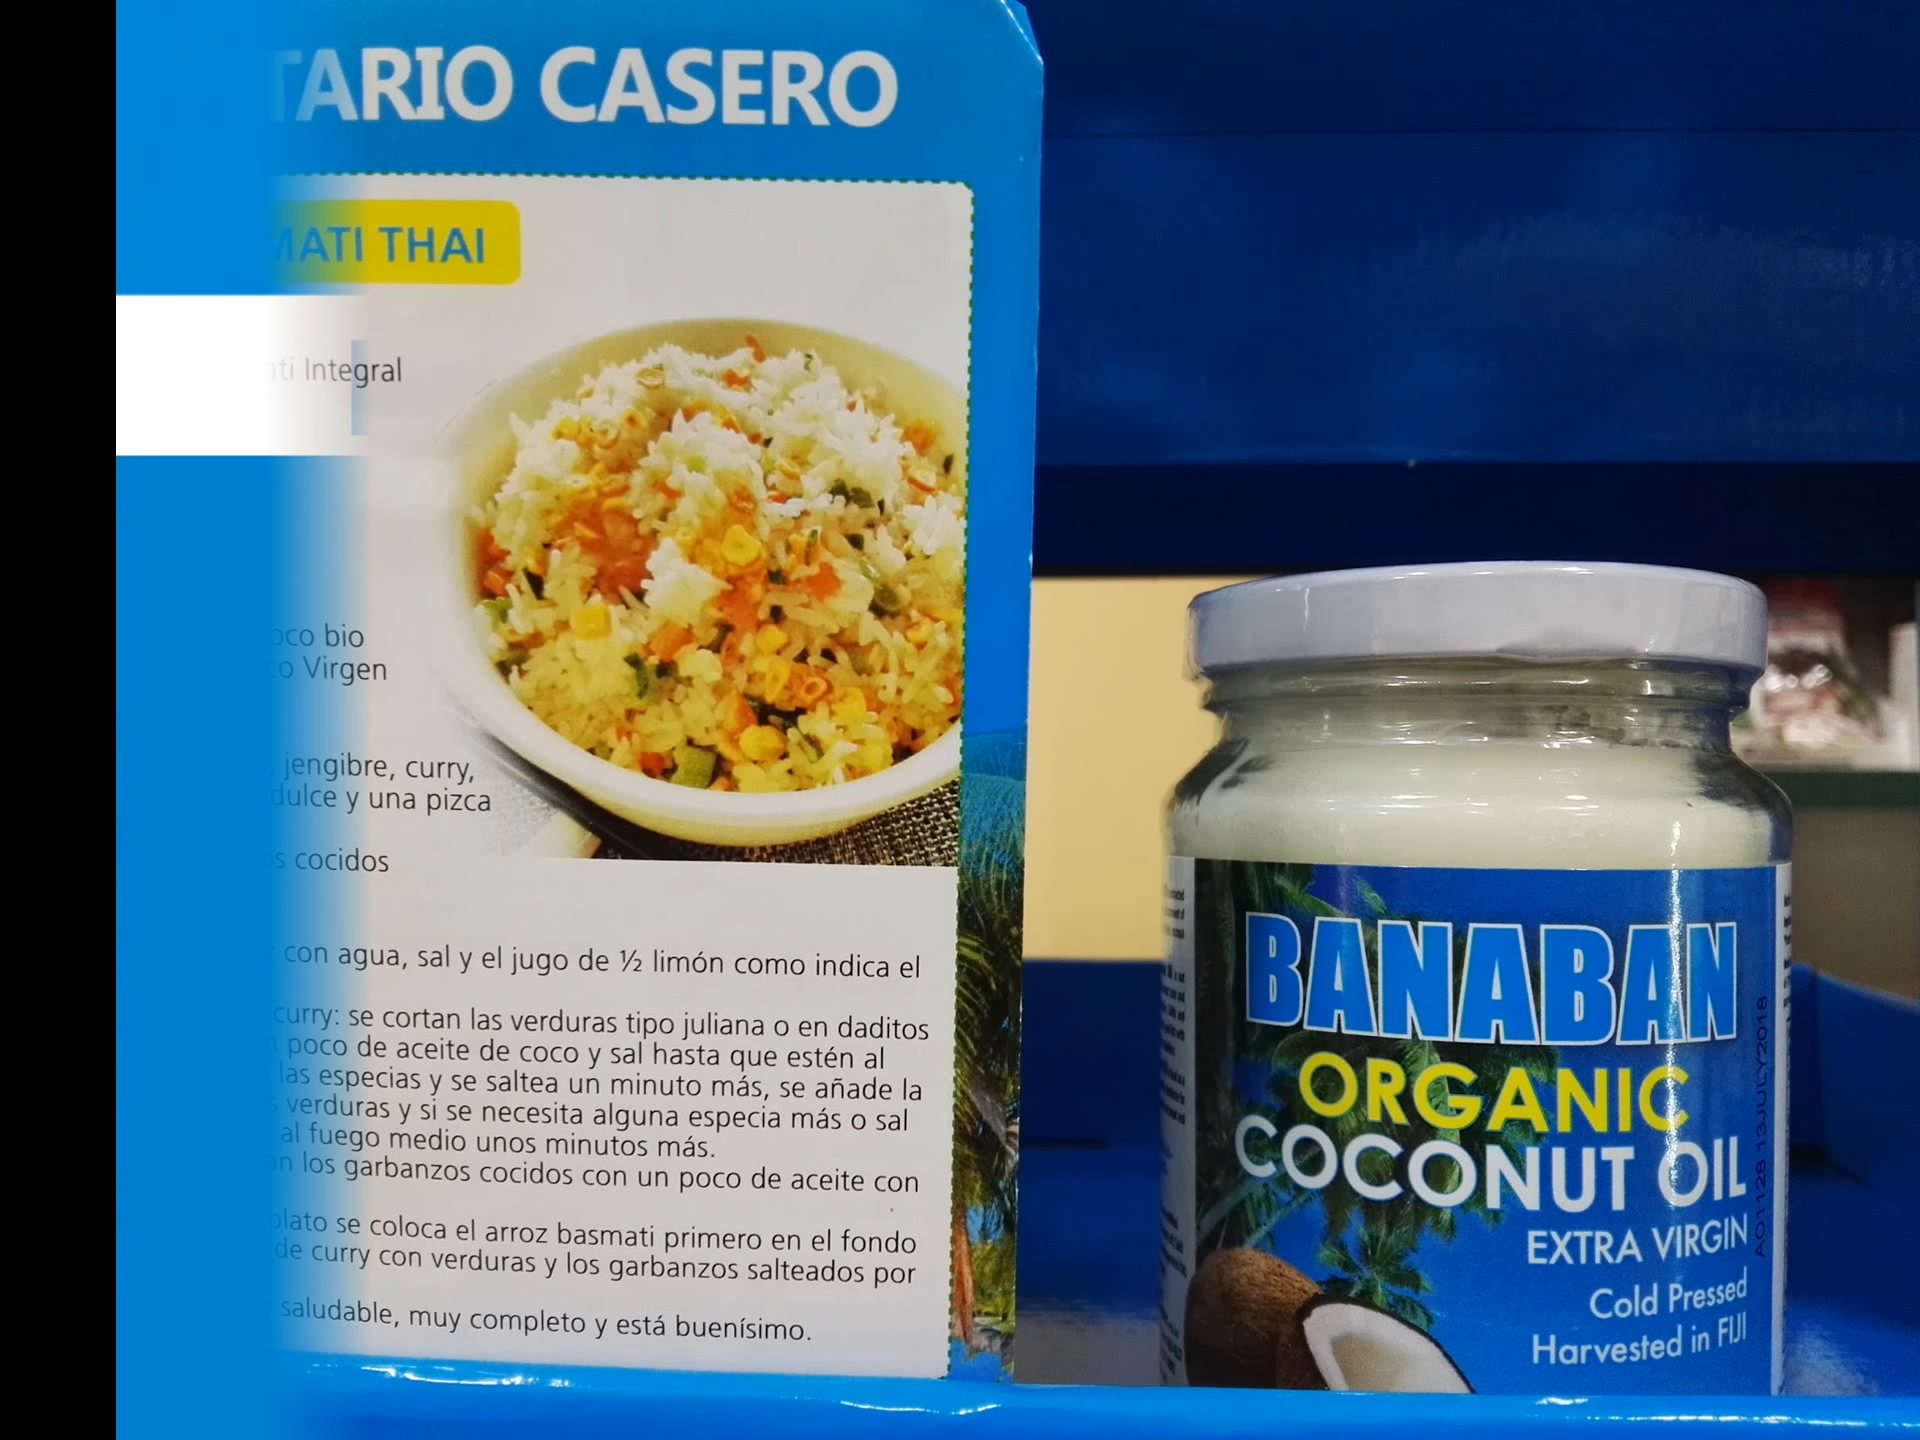 TARIO CASERO
MATI THAI
ati Integral
oco bio
co Virgen
, jengibre, curry,
dulce y una pizca
s cocidos
con agua, sal y el jugo de ½ limón como indica el
curry: se cortan las verduras tipo juliana o en daditos
poco de aceite de coco y sal hasta que estén al
las especias y se saltea un minuto más, se añade la
s verduras y si se necesita alguna especia más o sal
al fuego medio unos minutos más.
an los garbanzos cocidos con un poco de aceite con
plato se coloca el arroz basmati primero en el fondo
de curry con verduras y los garbanzos salteados por
saludable, muy completo y está buenísimo.
BANABAN
ORGANIC
COCONUT OIL
EXTRA VIRGIN
Cold Pressed
Harvested in FIJI
AO1128 13JULY2018